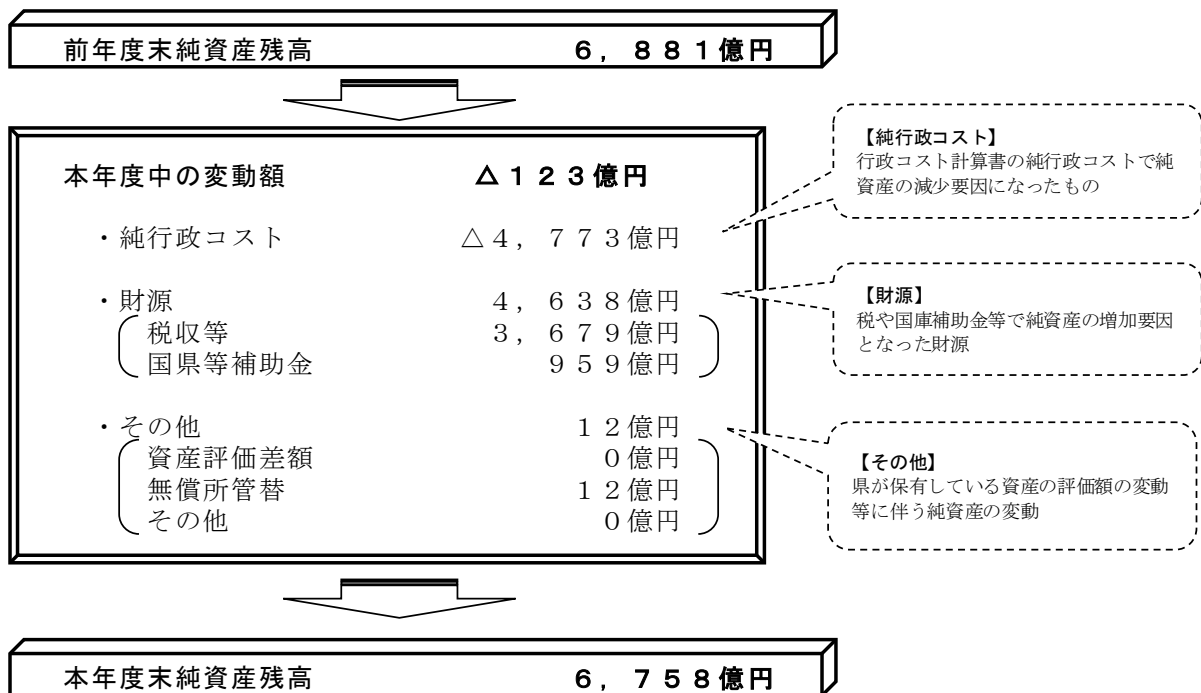 前年度末純資産残高 ６，８８１億円
本年度中の変動額 △１２３億円
・純行政コスト △４，７７３億円
・財源 ４，６３８億円
税収等 ３，６７９億円
国県等補助金 ９５９億円
・その他 １２億円
資産評価差額 ０億円
無償所管替 １２億円
その他 ０億円
【純行政コスト】
行政コスト計算書の純行政コストで純
資産の減少要因になったもの
【財源】
税や国庫補助金等で純資産の増加要因
となった財源
【その他】
県が保有している資産の評価額の変動
等に伴う純資産の変動
本年度末純資産残高 ６，７５８億円